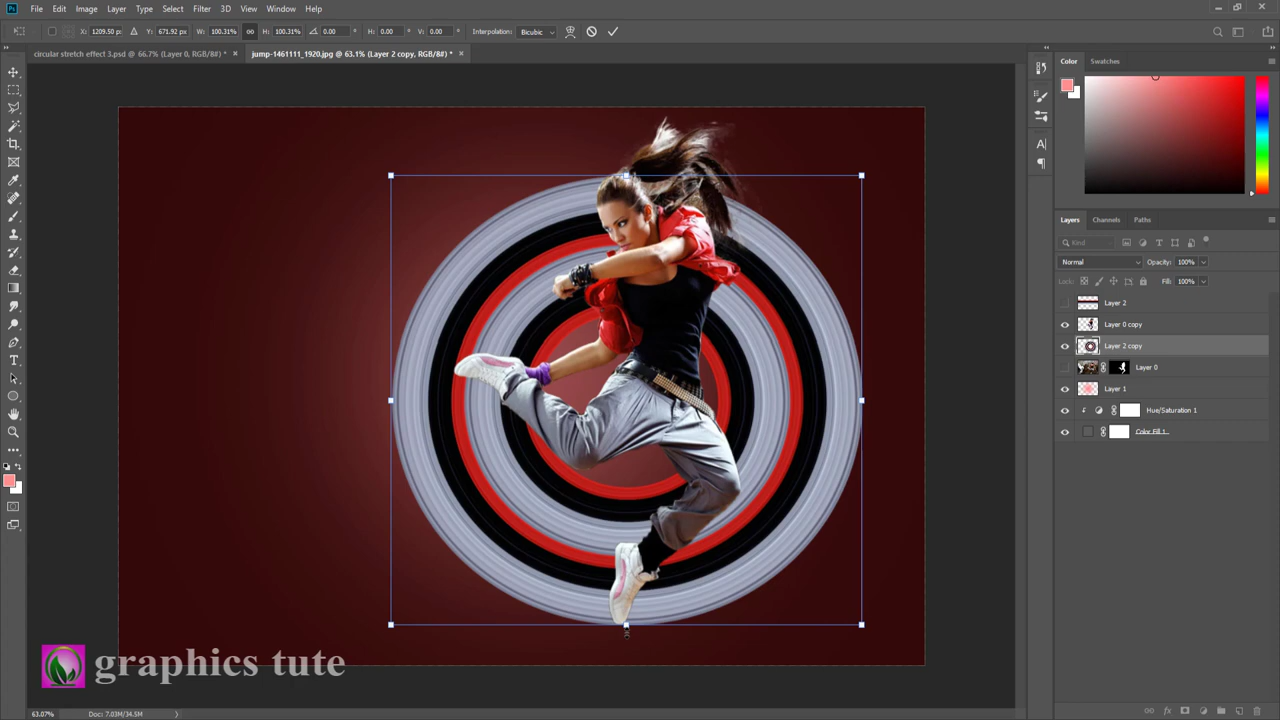 Ps File Edit Image Layer Type Select Filter 3D View Window Help
X: 1209.50 px Y: 671.92 px W: 100.31% H: 100.31% 0.00 ° H: 0.00 ° V: 0.00 ° Interpolation: Bicubic
circular stretch effect 3.psd @ 66.7% (Layer 0, RGB/8#) * × jump-1461111_1920.jpg @ 63.1% (Layer 2 copy, RGB/8#) * ×
Color Swatches
Layers Channels Paths
Kind
Normal Opacity: 100%
Lock: Fill: 100%
Layer 2
Layer 0 copy
Layer 2 copy
Layer 0
Layer 1
Hue/Saturation 1
Color Fill 1
graphics tute
63.07% Doc: 7.03M/34.5M